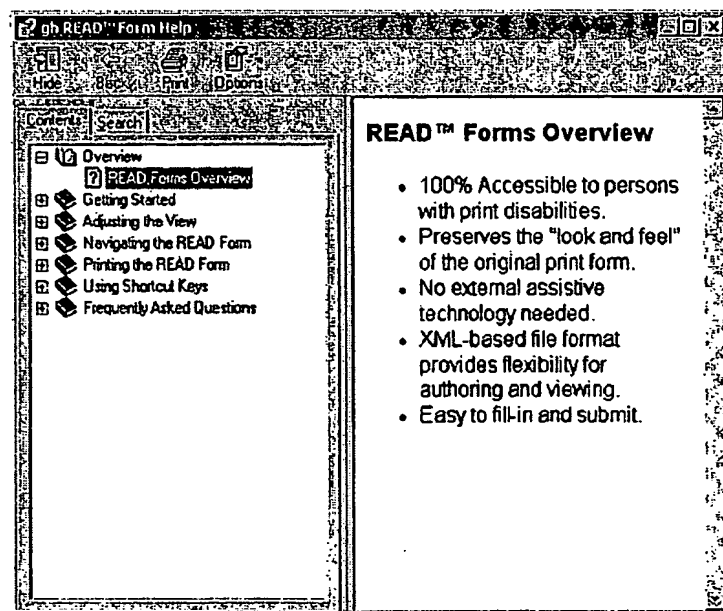 gh READ™ Form Help
Hide Back Print Options
Contents Search
Overview
READ Forms Overview
Getting Started
Adjusting the View
Navigating the READ Form
Printing the READ Form
Using Shortcut Keys
Frequently Asked Questions
READ™ Forms Overview
• 100% Accessible to persons
with print disabilities.
• Preserves the "look and feel"
of the original print form.
• No external assistive
technology needed.
• XML-based file format
provides flexibility for
authoring and viewing.
• Easy to fill-in and submit.